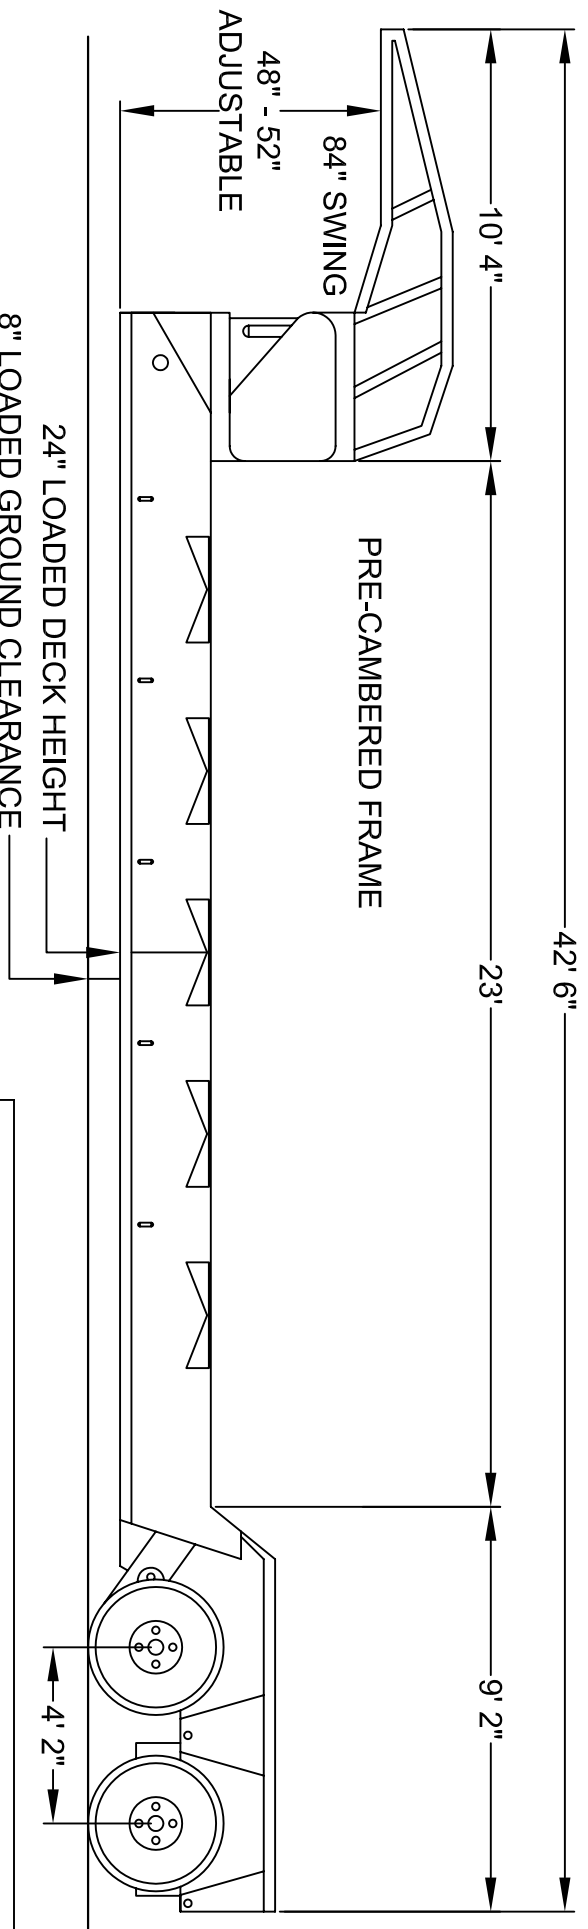 42' 6"
10' 4"
23'
9' 2"
48" - 52"
ADJUSTABLE
84" SWING
PRE-CAMBERED FRAME
24" LOADED DECK HEIGHT
8" LOADED GROUND CLEARANCE
4' 2"